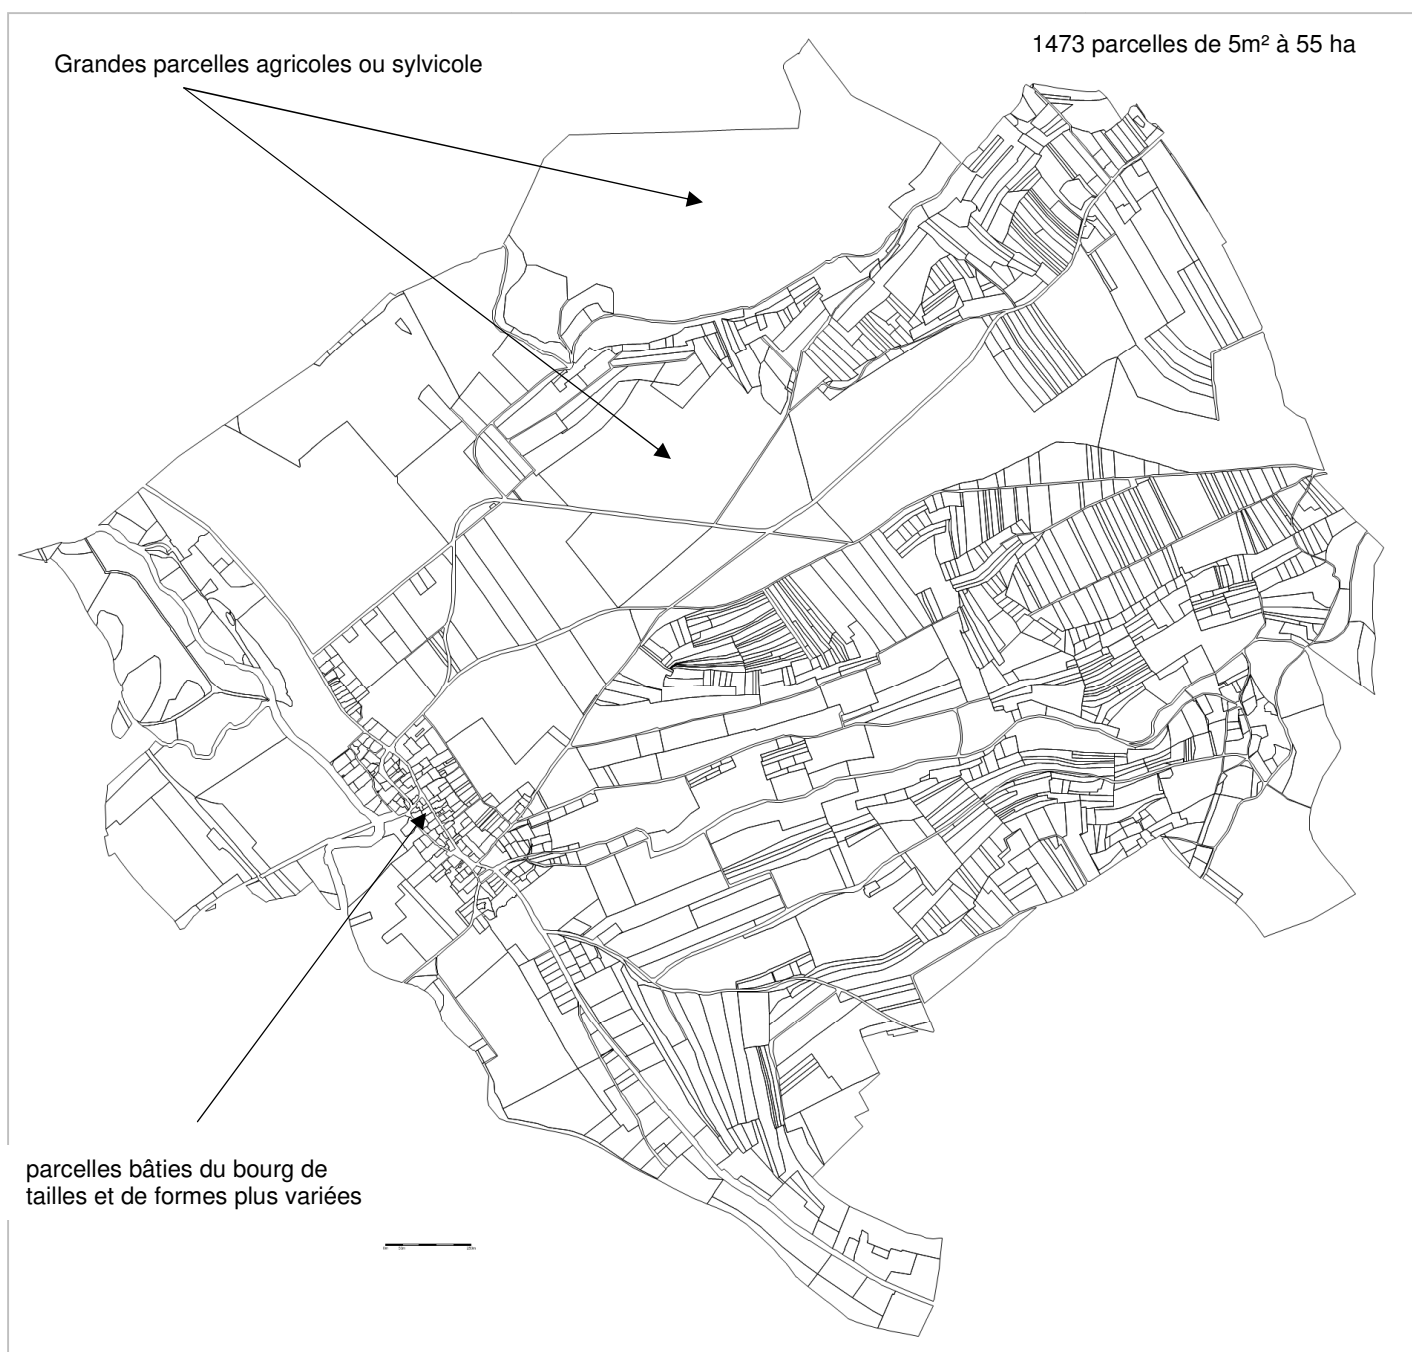 Grandes parcelles agricoles ou sylvicole
1473 parcelles de 5m² à 55 ha
parcelles bâties du bourg de
tailles et de formes plus variées